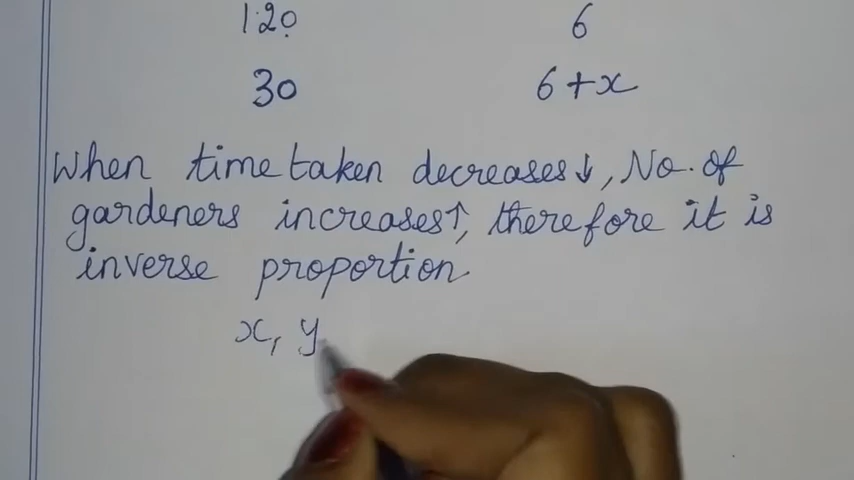 120 6
30 6+x
When time taken decreases↓, No. of
gardeners increases↑, therefore it is
inverse proportion
x, y